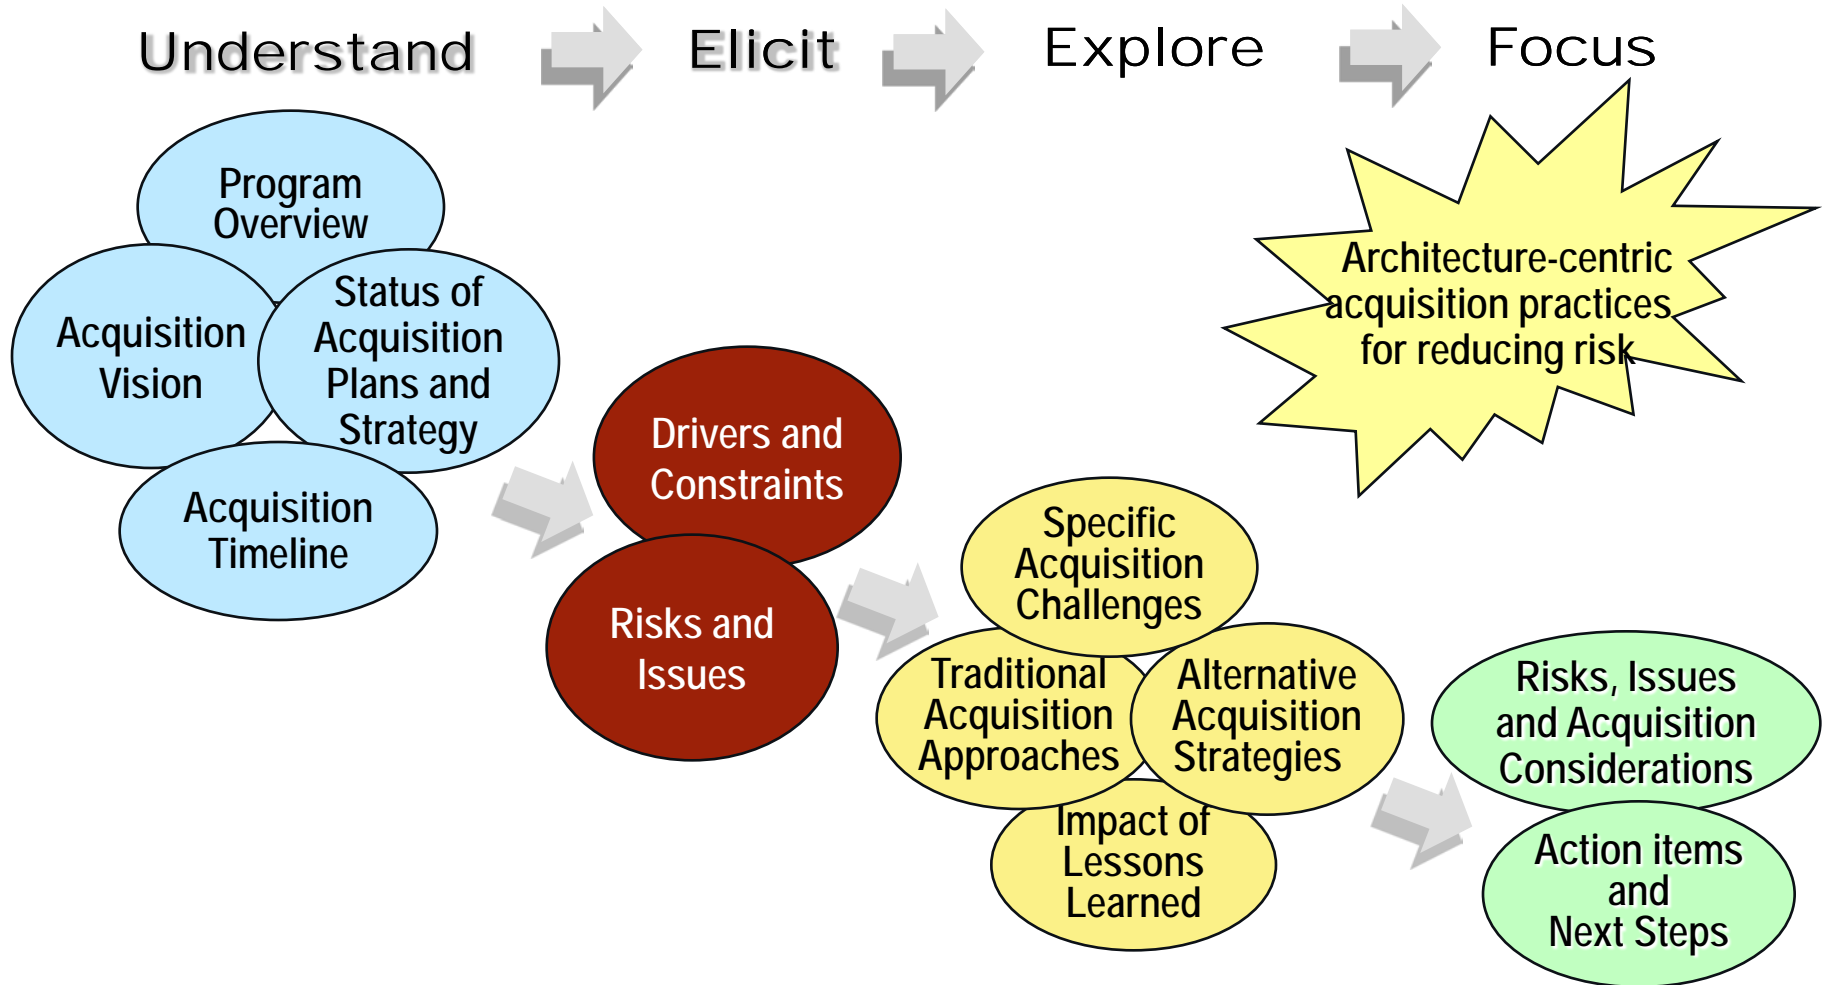 Understand
Elicit
Explore
Focus
Program
Overview
Acquisition
Vision
Status of
Acquisition
Plans and
Strategy
Acquisition
Timeline
Drivers and
Constraints
Risks and
Issues
Specific
Acquisition
Challenges
Traditional
Acquisition
Approaches
Alternative
Acquisition
Strategies
Impact of
Lessons
Learned
Architecture-centric
acquisition practices
for reducing risk
Risks, Issues
and Acquisition
Considerations
Action items
and
Next Steps